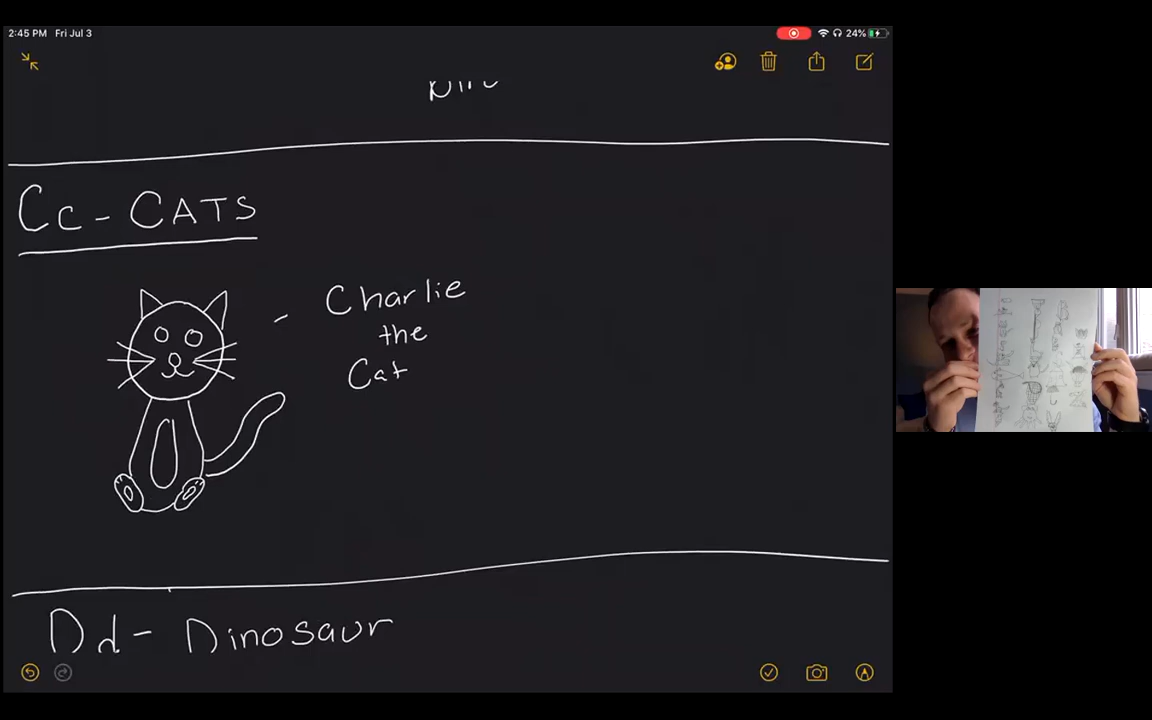 2:45 PM Fri Jul 3
24%
Cc - CATS
- Charlie
the
Cat
Dd - Dinosaur